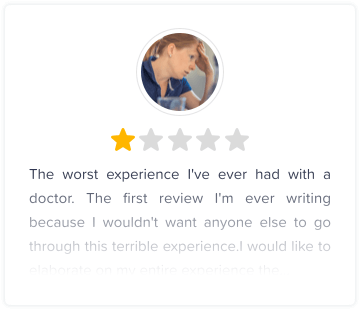 The worst experience I've ever had with a
doctor. The first review I'm ever writing
because I wouldn't want anyone else to go
through this terrible experience.I would like to
elaborate on my entire experience the